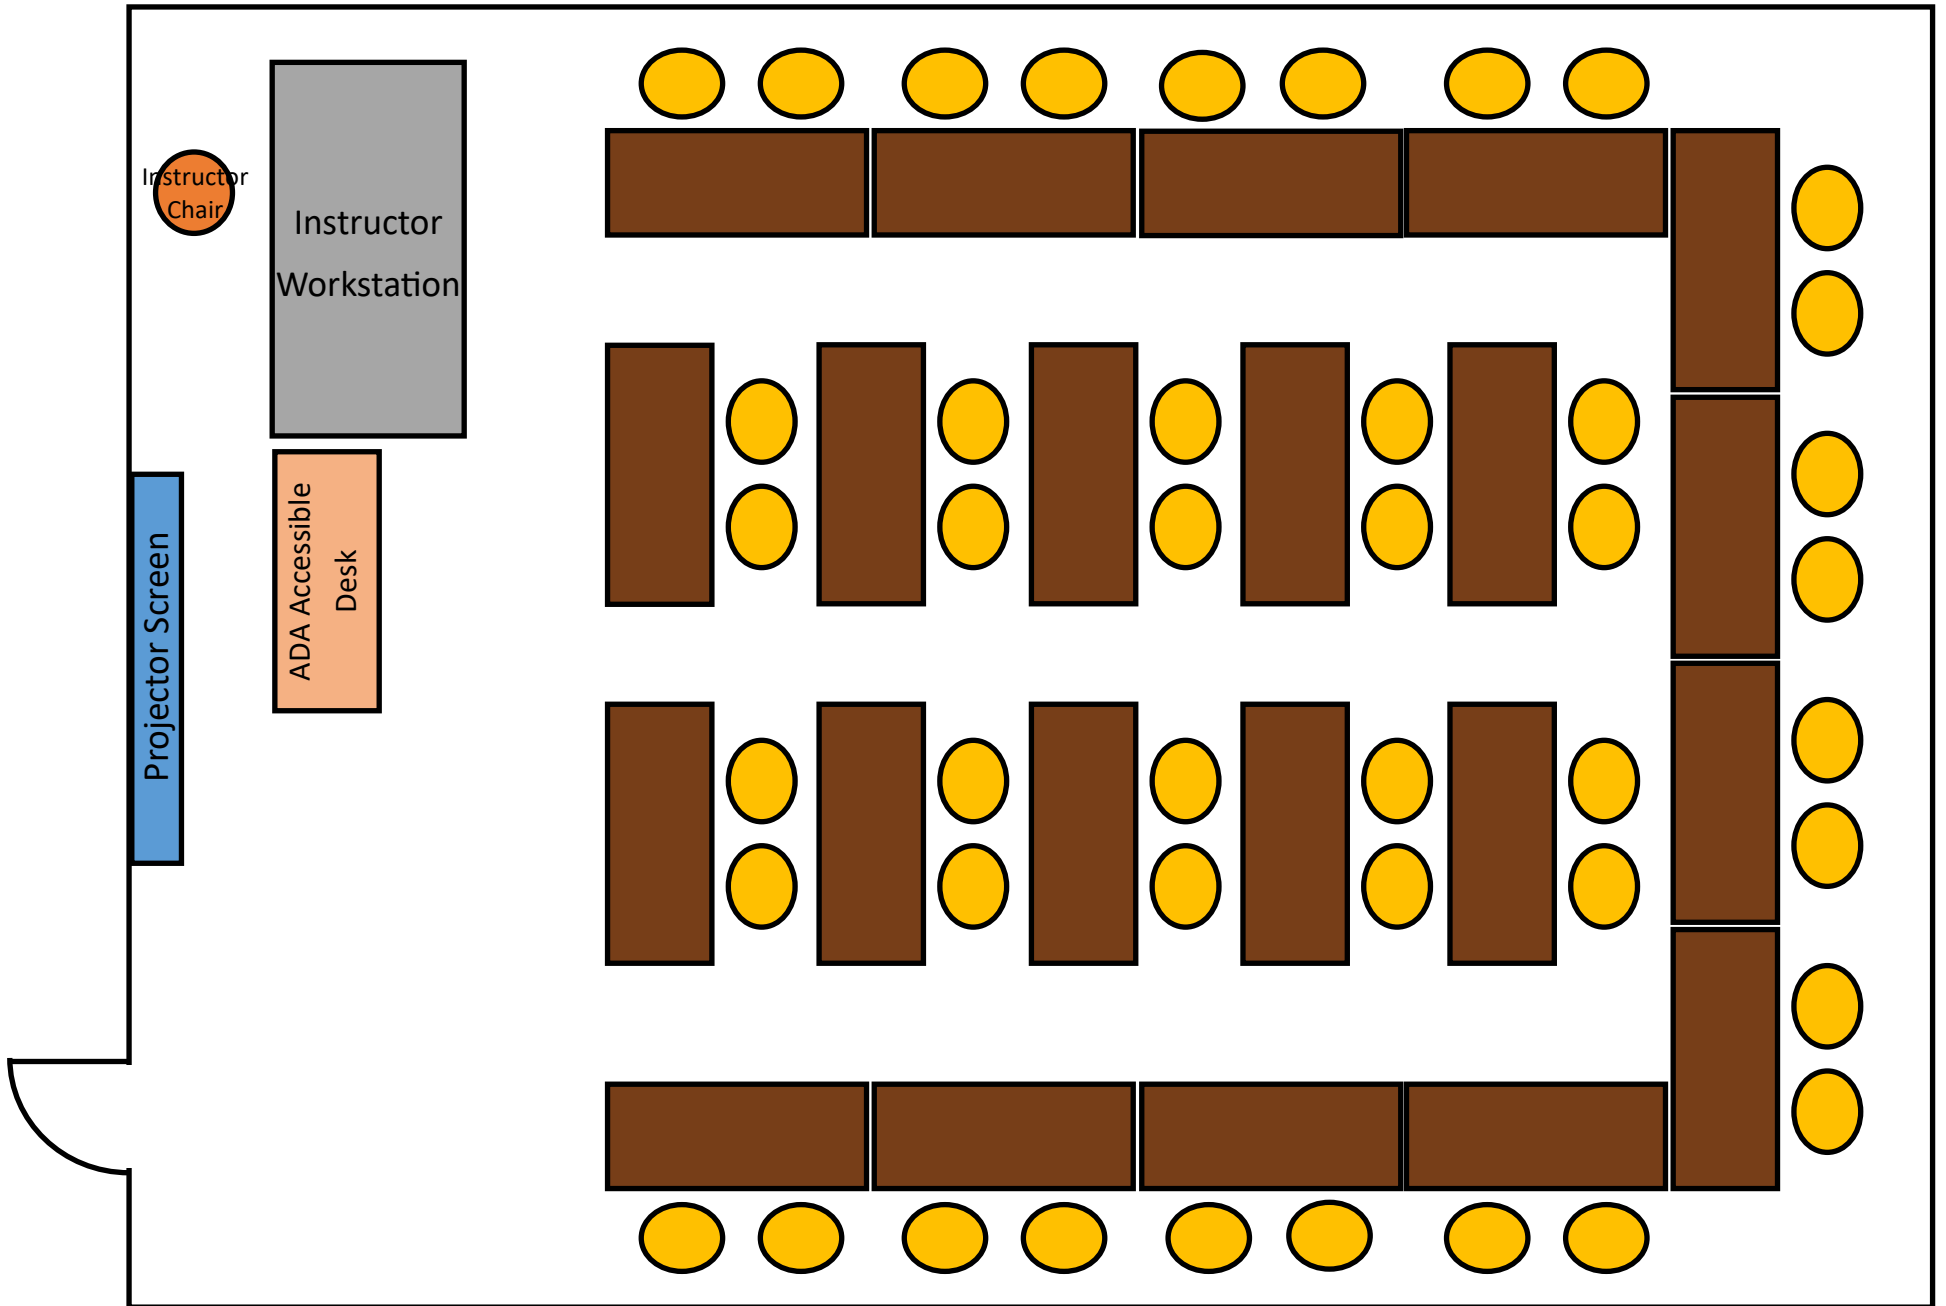 Instructor
Chair
Instructor
Workstation
ADA Accessible
Desk
Projector Screen